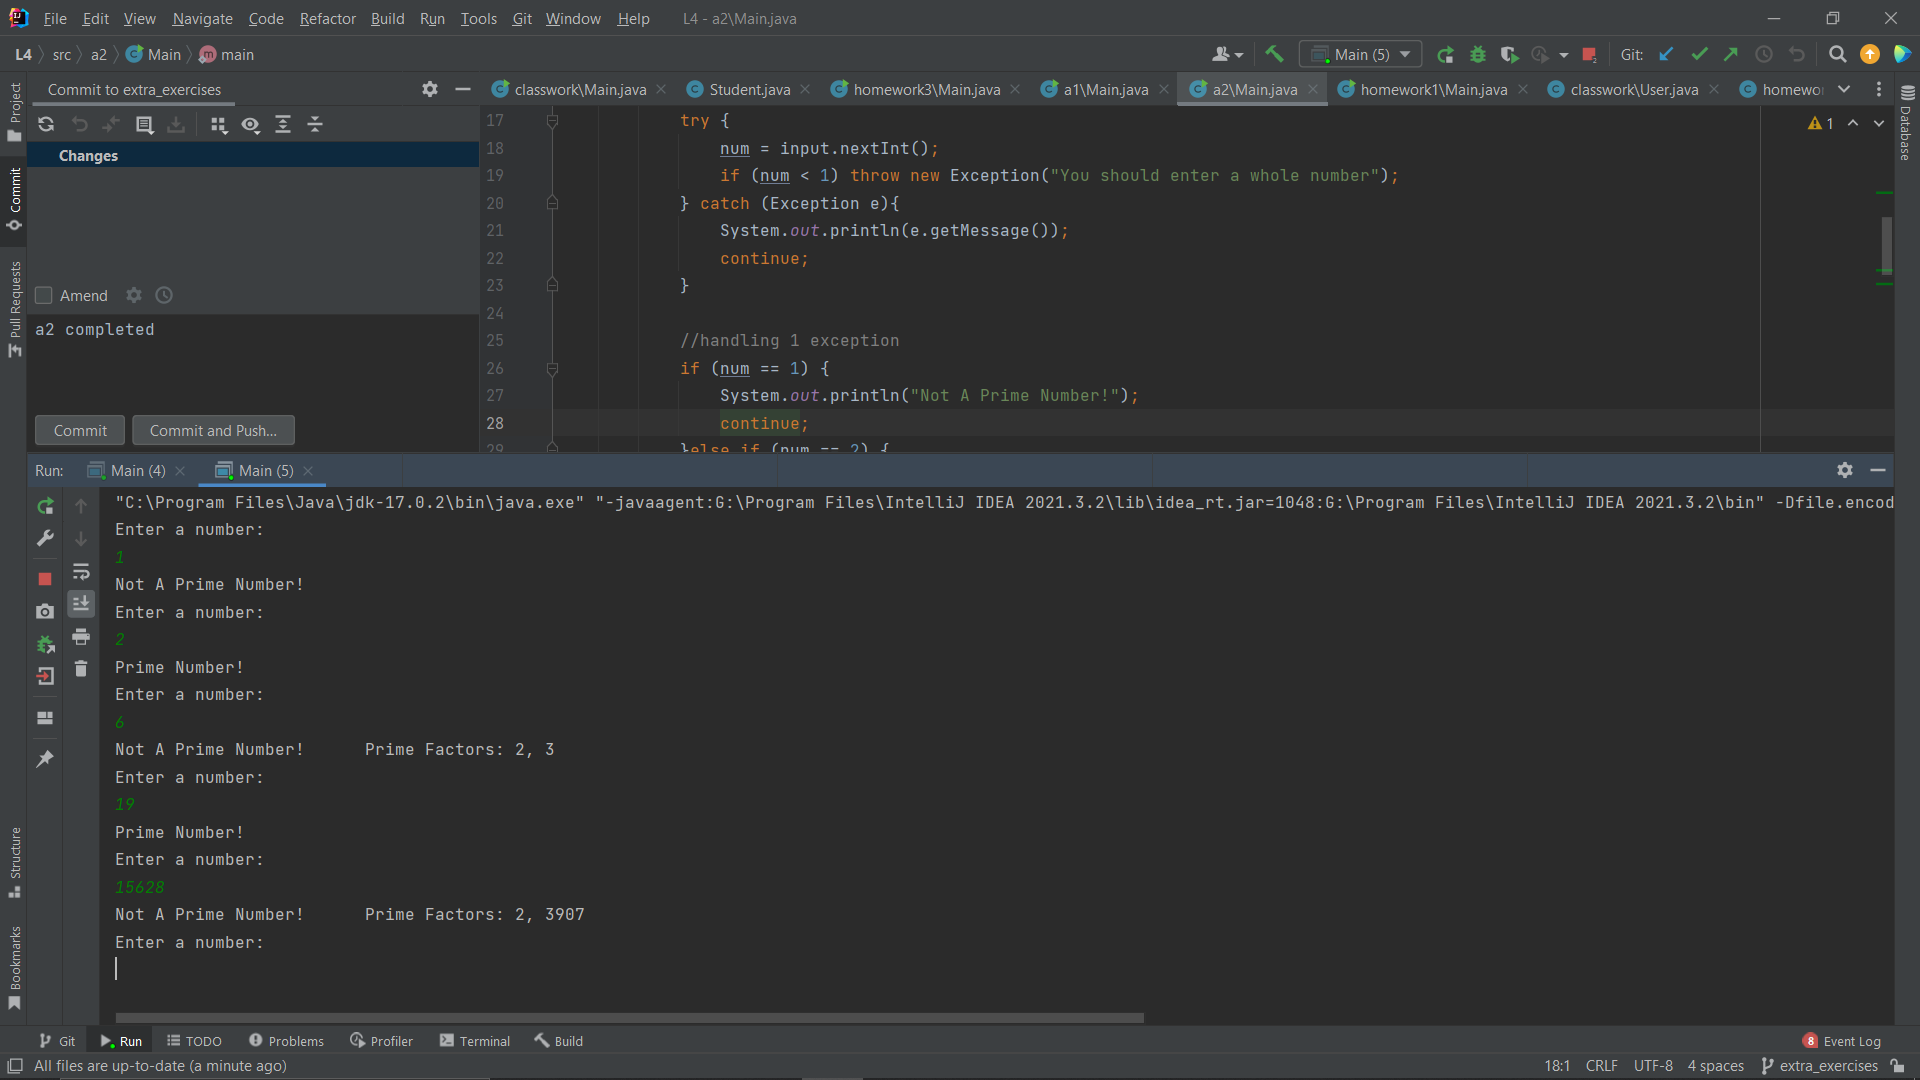 File Edit View Navigate Code Refactor Build Run Tools Git Window Help L4 - a2\Main.java
L4 src a2 Main main
Main (5) Git:
Project
Commit
Pull Requests
Structure
Bookmarks
Database
Commit to extra_exercises
Changes
Amend
a2 completed
Commit Commit and Push...
classwork\Main.java Student.java homework3\Main.java a1\Main.java a2\Main.java homework1\Main.java classwork\User.java homewo
1
17 try {
18 num = input.nextInt();
19 if (num < 1) throw new Exception("You should enter a whole number");
20 } catch (Exception e){
21 System.out.println(e.getMessage());
22 continue;
23 }
24
25 //handling 1 exception
26 if (num == 1) {
27 System.out.println("Not A Prime Number!");
28 continue;
29 }else if (num == 2) {
Run: Main (4) Main (5)
"C:\Program Files\Java\jdk-17.0.2\bin\java.exe" "-javaagent:G:\Program Files\IntelliJ IDEA 2021.3.2\lib\idea_rt.jar=1048:G:\Program Files\IntelliJ IDEA 2021.3.2\bin" -Dfile.encod
Enter a number:
1
Not A Prime Number!
Enter a number:
2
Prime Number!
Enter a number:
6
Not A Prime Number! Prime Factors: 2, 3
Enter a number:
19
Prime Number!
Enter a number:
15628
Not A Prime Number! Prime Factors: 2, 3907
Enter a number:
Git Run TODO Problems Profiler Terminal Build 8 Event Log
All files are up-to-date (a minute ago) 18:1 CRLF UTF-8 4 spaces extra_exercises